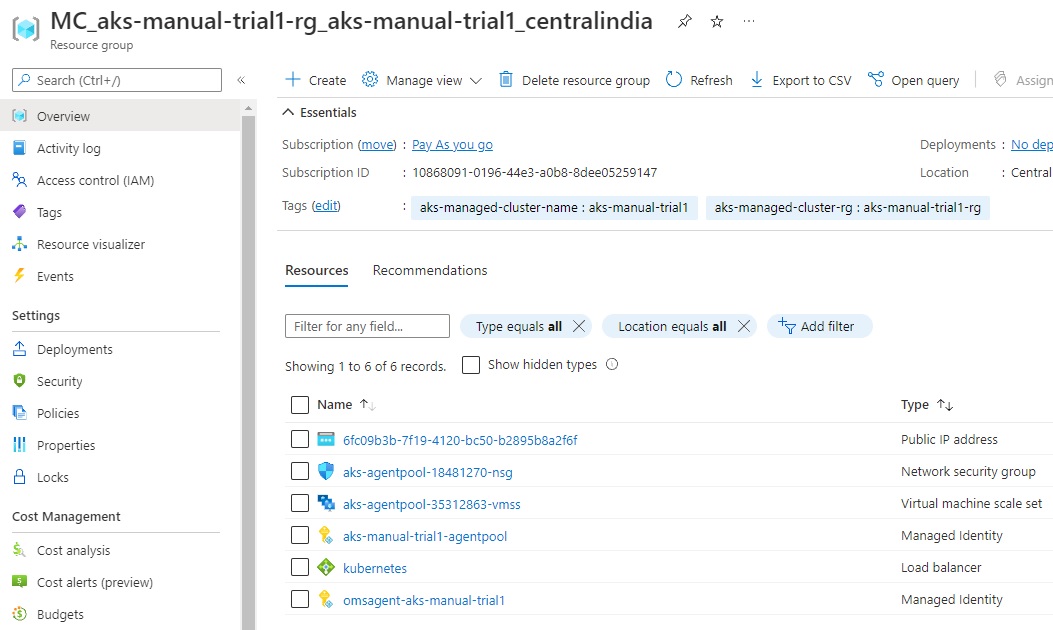 MC_aks-manual-trial1-rg_aks-manual-trial1_centralindia
Resource group
Search (Ctrl+/)
Overview
Activity log
Access control (IAM)
Tags
Resource visualizer
Events
Settings
Deployments
Security
Policies
Properties
Locks
Cost Management
Cost analysis
Cost alerts (preview)
Budgets
Create Manage view Delete resource group Refresh Export to CSV Open query Assign
Essentials
Subscription (move) : Pay As you go
Subscription ID : 10868091-0196-44e3-a0b8-8dee05259147
Deployments : No dep
Location : Central
Tags (edit) : aks-managed-cluster-name : aks-manual-trial1 aks-managed-cluster-rg : aks-manual-trial1-rg
Resources Recommendations
Filter for any field... Type equals all Location equals all Add filter
Showing 1 to 6 of 6 records. Show hidden types
Name Type
6fc09b3b-7f19-4120-bc50-b2895b8a2f6f Public IP address
aks-agentpool-18481270-nsg Network security group
aks-agentpool-35312863-vmss Virtual machine scale set
aks-manual-trial1-agentpool Managed Identity
kubernetes Load balancer
omsagent-aks-manual-trial1 Managed Identity